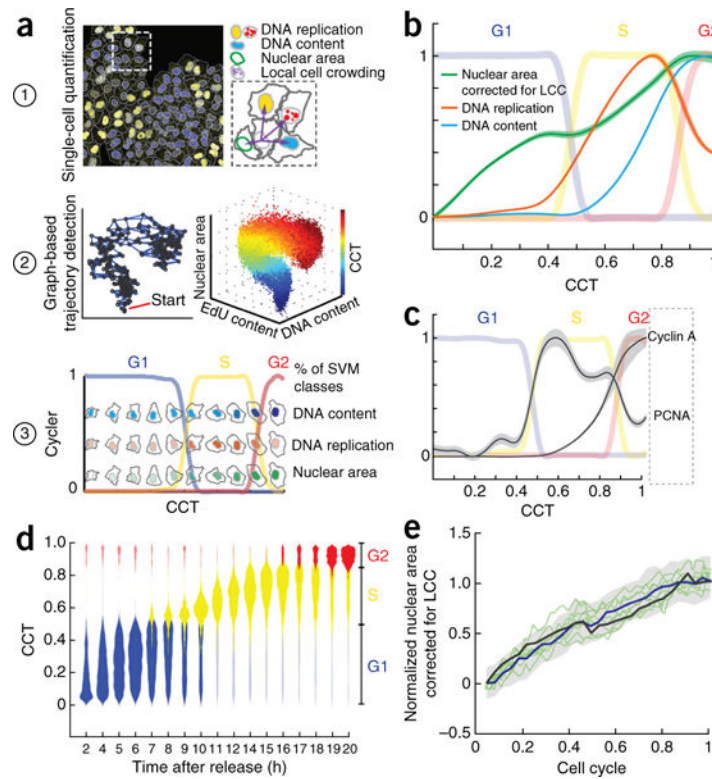 a
1
Single-cell quantification
DNA replication
DNA content
Nuclear area
Local cell crowding
2
Graph-based
trajectory detection
Start
Nuclear area
EdU content
DNA content
CCT
3
Cycler
G1
S
G2
% of SVM
classes
1
DNA content
DNA replication
Nuclear area
0
CCT
b
G1
S
G2
1
Nuclear area
corrected for LCC
DNA replication
DNA content
0
0.2 0.4 0.6 0.8 1
CCT
c
G1
S
G2
1
Cyclin A
PCNA
0
0.2 0.4 0.6 0.8 1
CCT
d
CCT
1.0
0.8
0.6
0.4
0.2
0
G2
S
G1
2 4 5 6 7 8 9 10 11 12 13 14 15 16 17 18 19 20
Time after release (h)
e
Normalized nuclear area
corrected for LCC
1.5
1.0
0.5
0
−0.5
0 0.2 0.4 0.6 0.8 1
Cell cycle